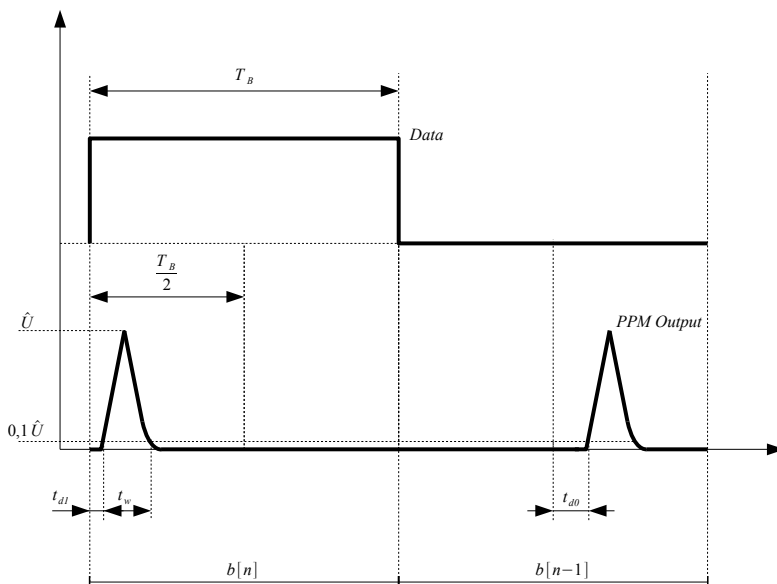 T_B
Data
T_B/2
Û
PPM Output
0,1 Û
t_d1
t_w
t_d0
b[n]
b[n−1]